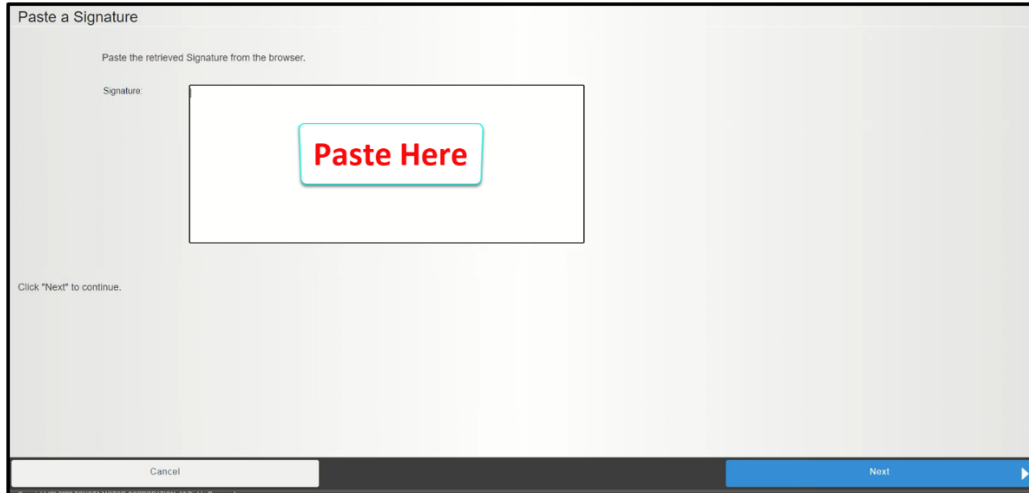 Paste a Signature
Paste the retrieved Signature from the browser.
Signature:
Paste Here
Click "Next" to continue.
Cancel
Next